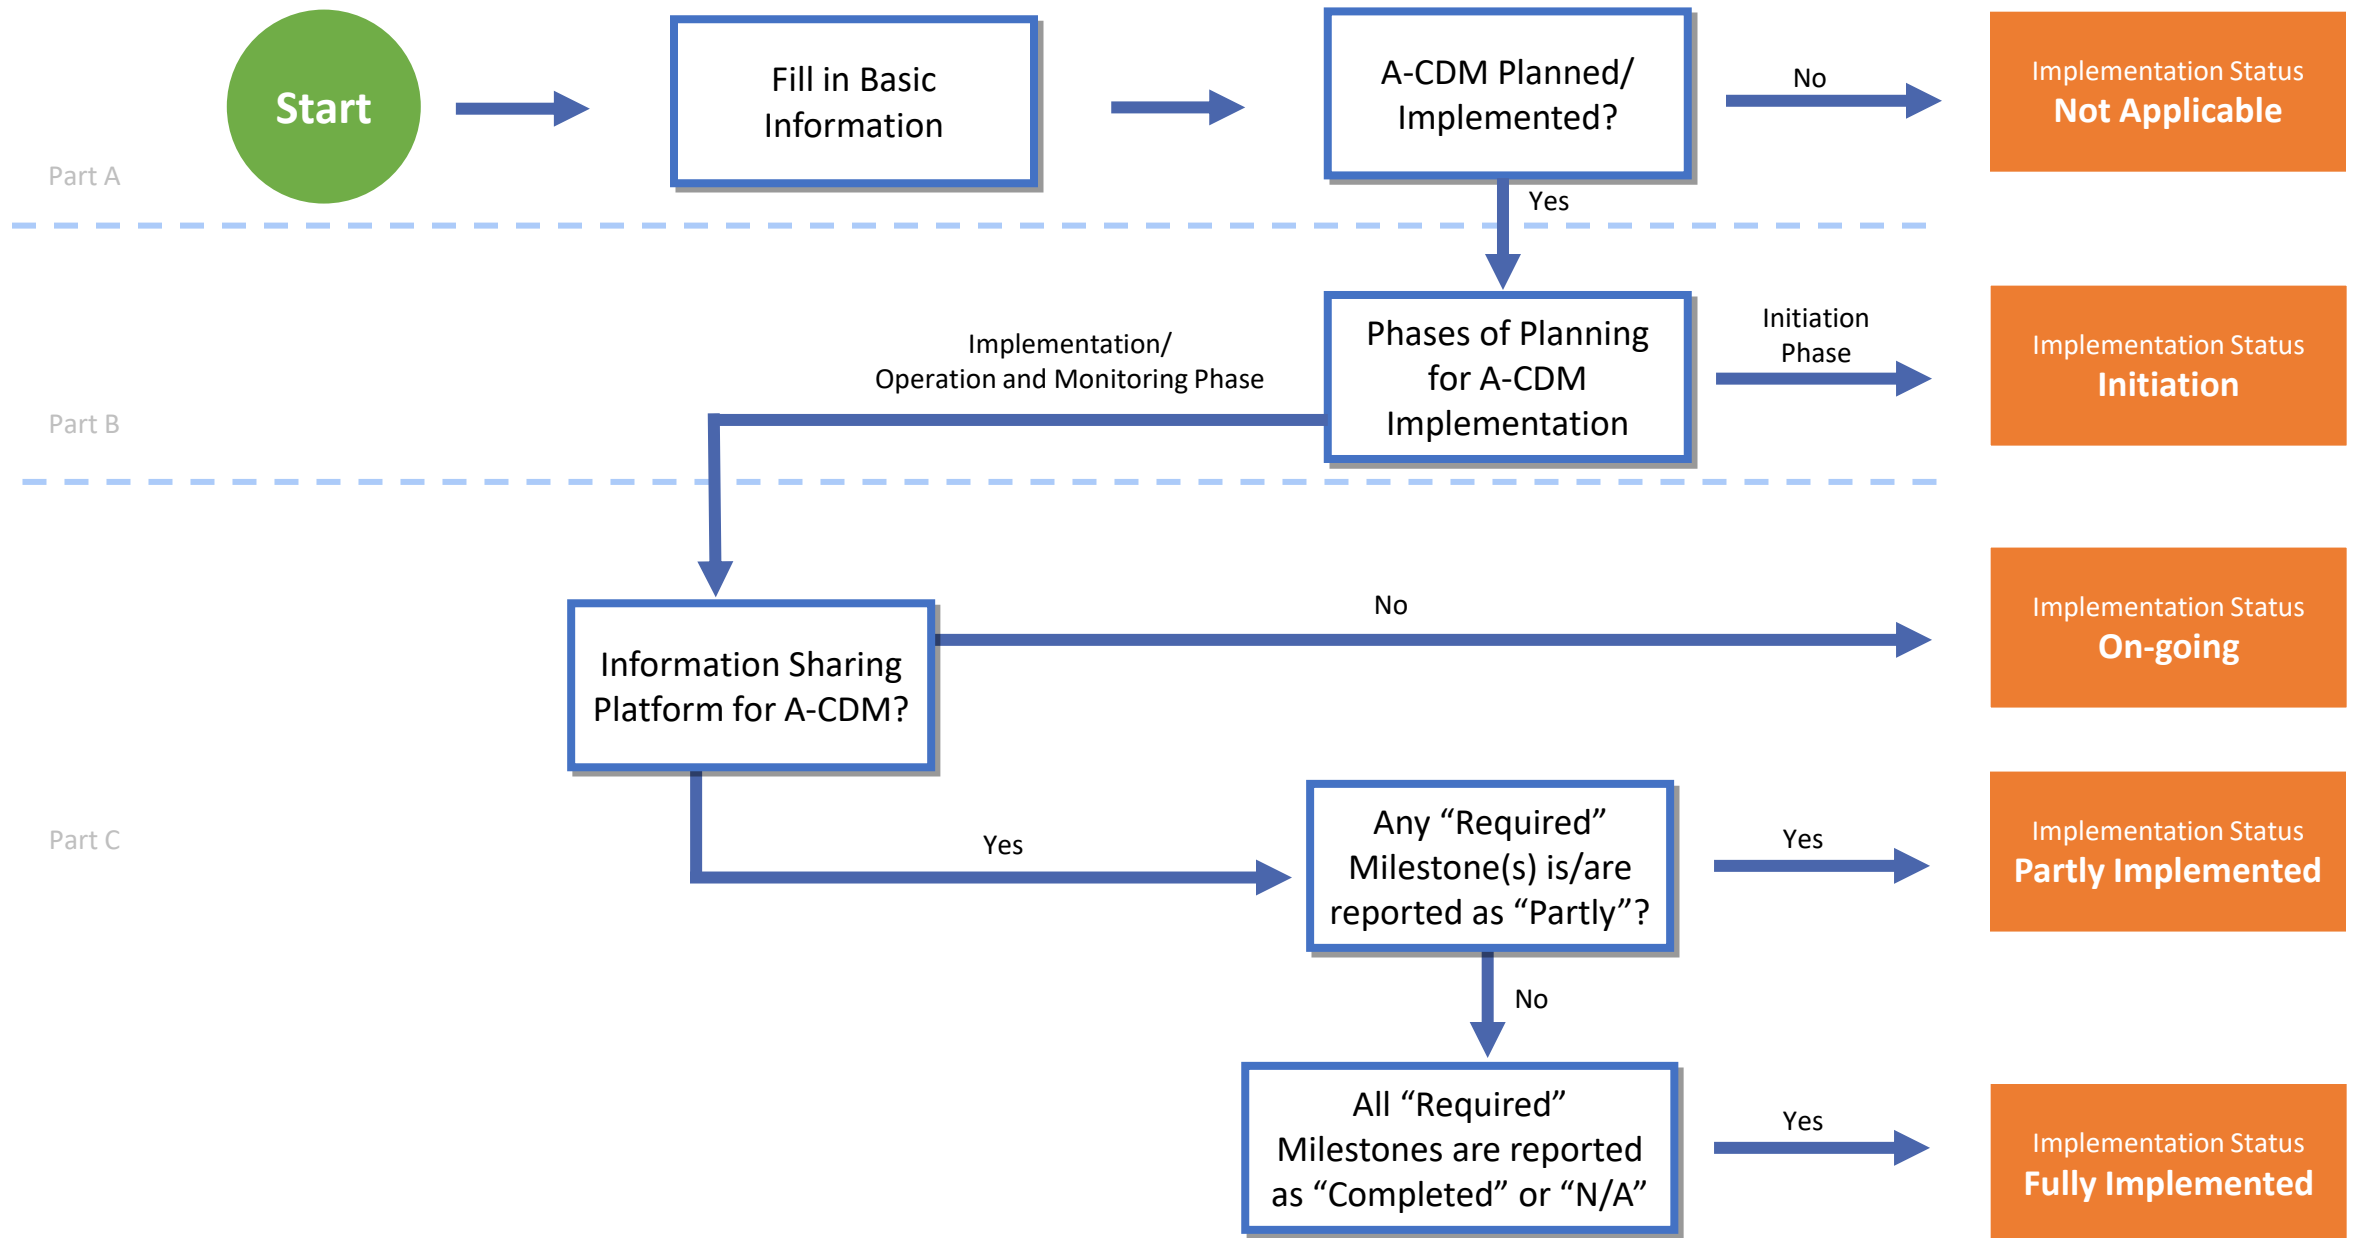 Start
Fill in Basic
Information
A-CDM Planned/
Implemented?
No
Implementation Status
Not Applicable
Part A
Yes
Implementation/
Operation and Monitoring Phase
Phases of Planning
for A-CDM
Implementation
Initiation
Phase
Implementation Status
Initiation
Part B
Information Sharing
Platform for A-CDM?
No
Implementation Status
On-going
Part C
Yes
Any “Required”
Milestone(s) is/are
reported as “Partly”?
Yes
Implementation Status
Partly Implemented
No
All “Required”
Milestones are reported
as “Completed” or “N/A”
Yes
Implementation Status
Fully Implemented